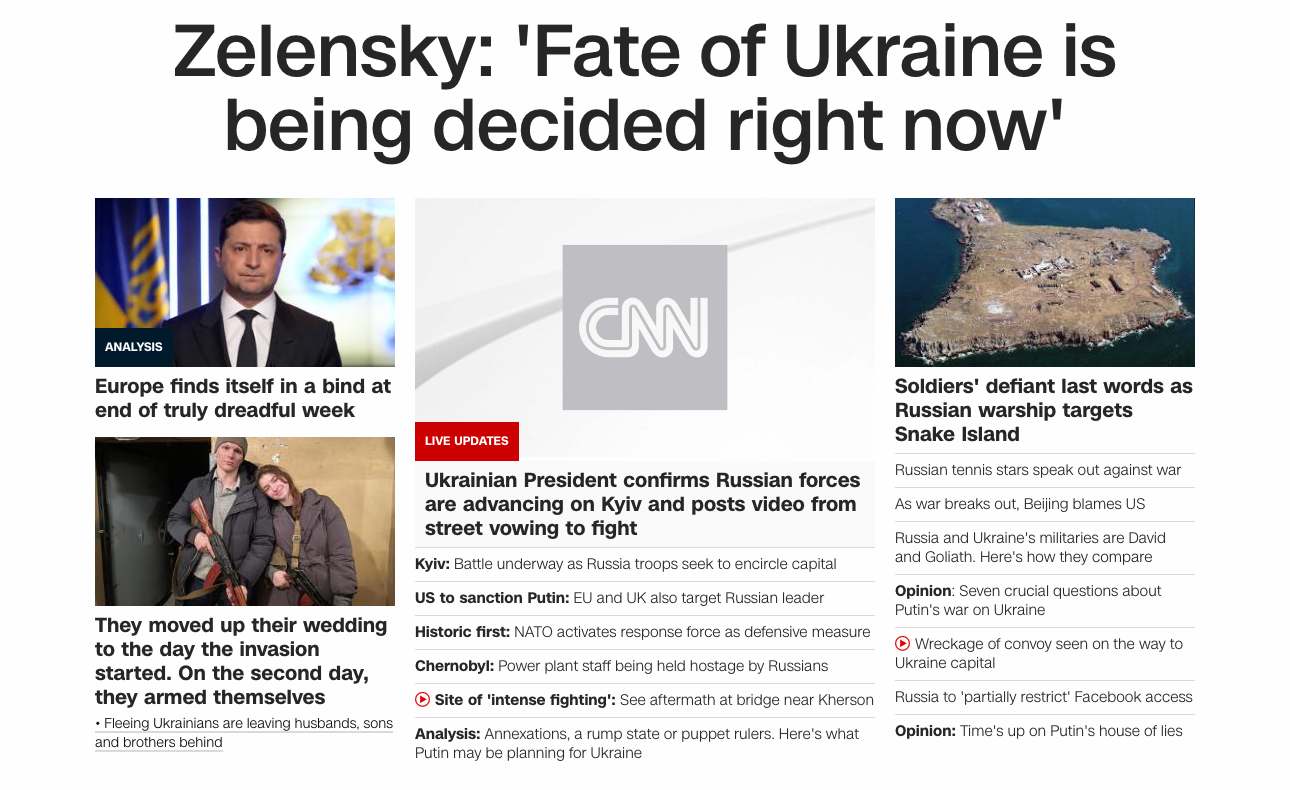 Zelensky: 'Fate of Ukraine is
being decided right now'
ANALYSIS
Europe finds itself in a bind at
end of truly dreadful week
They moved up their wedding
to the day the invasion
started. On the second day,
they armed themselves
• Fleeing Ukrainians are leaving husbands, sons
and brothers behind
CNN
LIVE UPDATES
Ukrainian President confirms Russian forces
are advancing on Kyiv and posts video from
street vowing to fight
Kyiv: Battle underway as Russia troops seek to encircle capital
US to sanction Putin: EU and UK also target Russian leader
Historic first: NATO activates response force as defensive measure
Chernobyl: Power plant staff being held hostage by Russians
Site of 'intense fighting': See aftermath at bridge near Kherson
Analysis: Annexations, a rump state or puppet rulers. Here's what
Putin may be planning for Ukraine
Soldiers' defiant last words as
Russian warship targets
Snake Island
Russian tennis stars speak out against war
As war breaks out, Beijing blames US
Russia and Ukraine's militaries are David
and Goliath. Here's how they compare
Opinion: Seven crucial questions about
Putin's war on Ukraine
Wreckage of convoy seen on the way to
Ukraine capital
Russia to 'partially restrict' Facebook access
Opinion: Time's up on Putin's house of lies